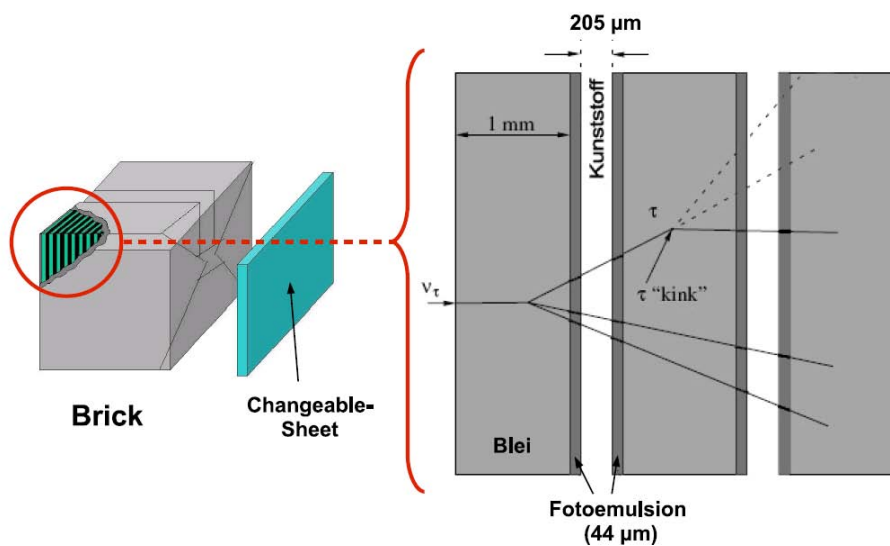 205 µm
1 mm
Kunststoff
τ
τ “kink”
ντ
Changeable-
Sheet
Brick
Blei
Fotoemulsion
(44 µm)